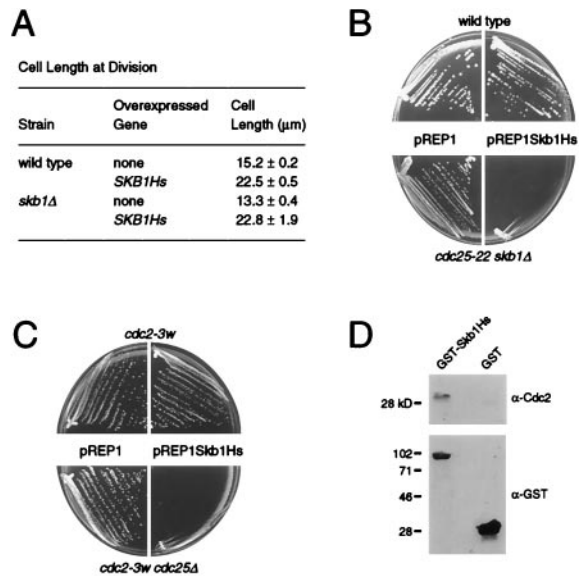 A
Cell Length at Division
Strain Overexpressed Gene Cell Length (μm)
wild type none 15.2 ± 0.2
SKB1Hs 22.5 ± 0.5
skb1Δ none 13.3 ± 0.4
SKB1Hs 22.8 ± 1.9
B
wild type
pREP1 pREP1Skb1Hs
cdc25-22 skb1Δ
C
cdc2-3w
pREP1 pREP1Skb1Hs
cdc2-3w cdc25Δ
D
GST-Skb1Hs GST
28 kD α-Cdc2
102
71
46 α-GST
28